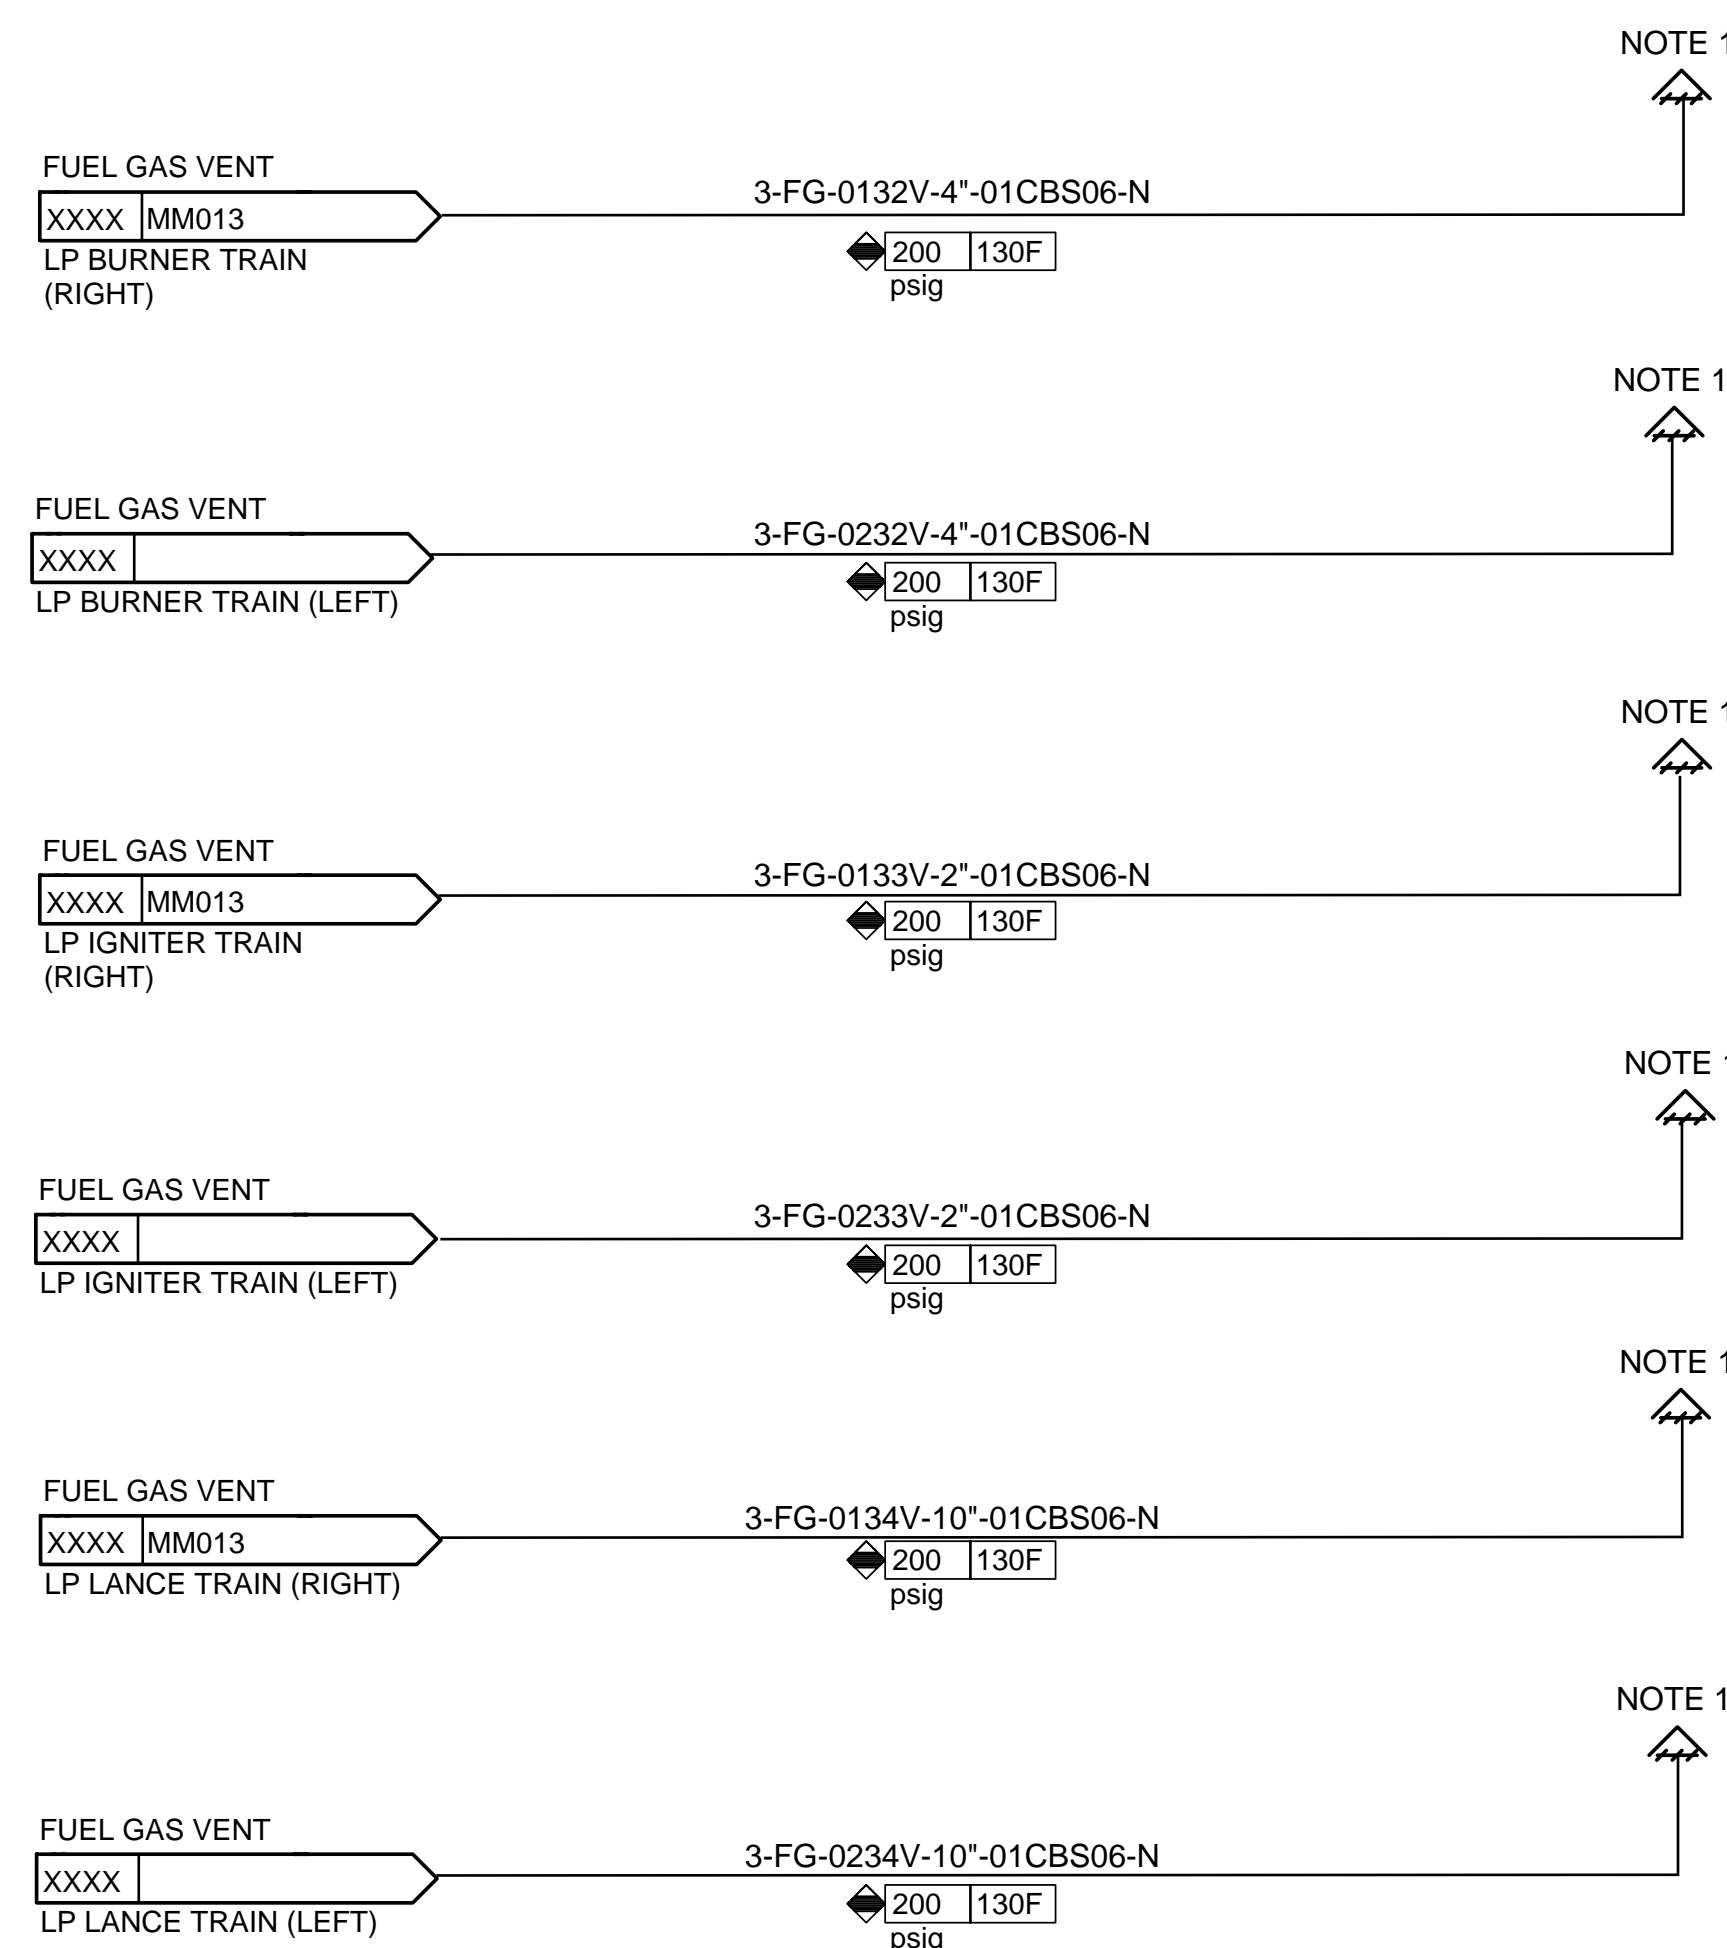 NOTE 1
FUEL GAS VENT
XXXX MM013
LP BURNER TRAIN
(RIGHT)
3-FG-0132V-4"-01CBS06-N
200 130F
psig
NOTE 1
FUEL GAS VENT
XXXX
LP BURNER TRAIN (LEFT)
3-FG-0232V-4"-01CBS06-N
200 130F
psig
NOTE 1
FUEL GAS VENT
XXXX MM013
LP IGNITER TRAIN
(RIGHT)
3-FG-0133V-2"-01CBS06-N
200 130F
psig
NOTE 1
FUEL GAS VENT
XXXX
LP IGNITER TRAIN (LEFT)
3-FG-0233V-2"-01CBS06-N
200 130F
psig
NOTE 1
FUEL GAS VENT
XXXX MM013
LP LANCE TRAIN (RIGHT)
3-FG-0134V-10"-01CBS06-N
200 130F
psig
NOTE 1
FUEL GAS VENT
XXXX
LP LANCE TRAIN (LEFT)
3-FG-0234V-10"-01CBS06-N
200 130F
psig